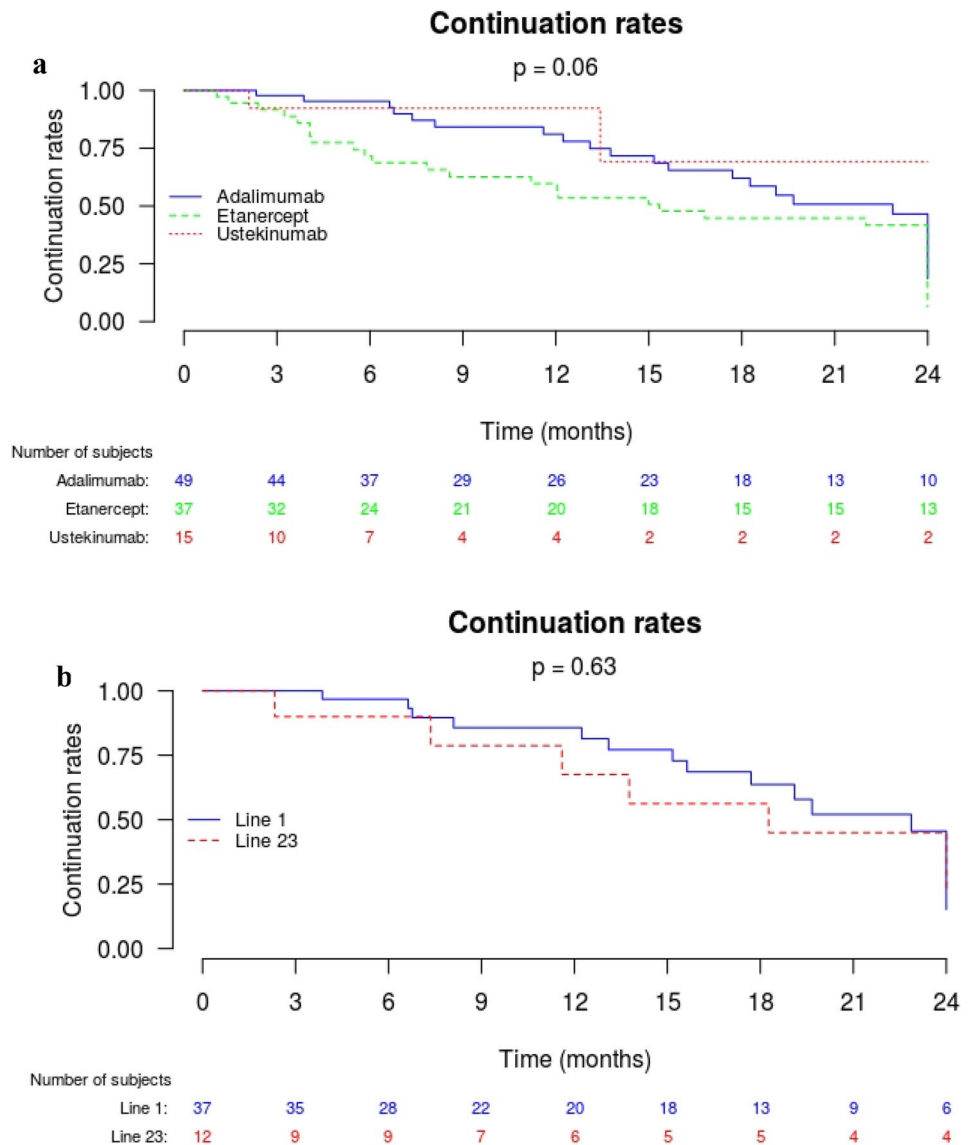 Continuation rates
a
p = 0.06
Continuation rates
1.00
0.75
0.50
0.25
0.00
Adalimumab
Etanercept
Ustekinumab
0 3 6 9 12 15 18 21 24
Time (months)
Number of subjects
Adalimumab: 49 44 37 29 26 23 18 13 10
Etanercept: 37 32 24 21 20 18 15 15 13
Ustekinumab: 15 10 7 4 4 2 2 2 2
Continuation rates
b
p = 0.63
Continuation rates
1.00
0.75
0.50
0.25
0.00
Line 1
Line 23
0 3 6 9 12 15 18 21 24
Time (months)
Number of subjects
Line 1: 37 35 28 22 20 18 13 9 6
Line 23: 12 9 9 7 6 5 5 4 4